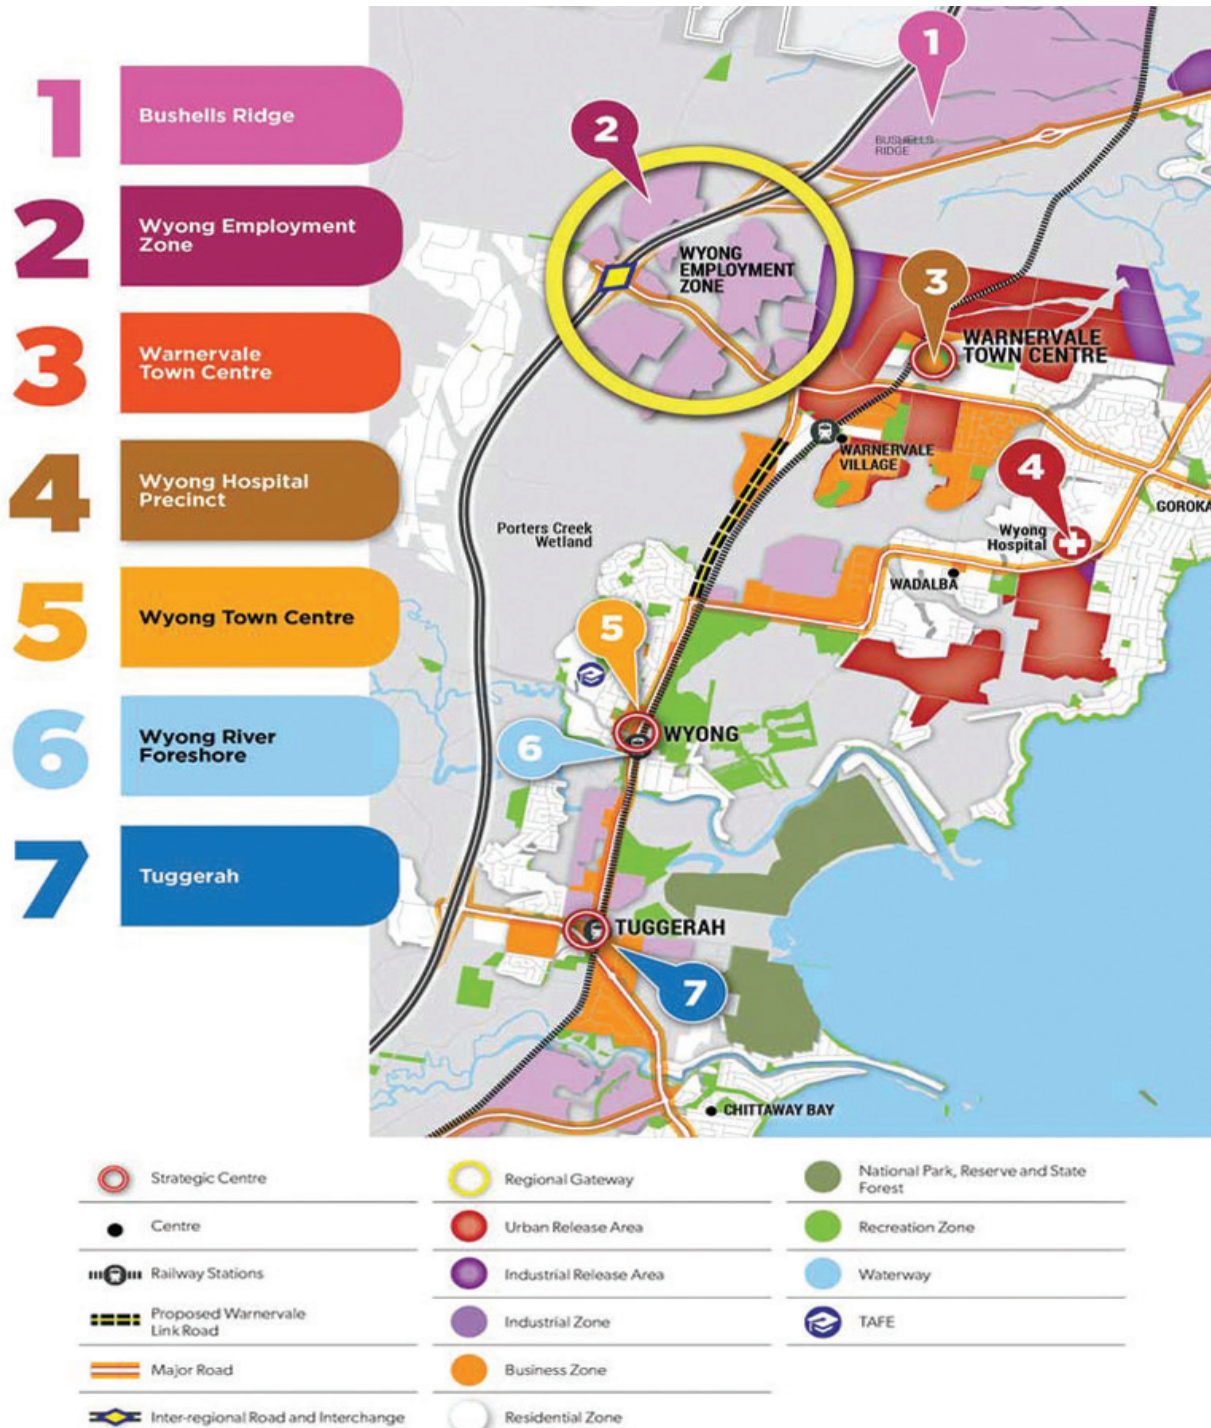 1
Bushells Ridge
2
Wyong Employment
Zone
3
Warnervale
Town Centre
4
Wyong Hospital
Precinct
5
Wyong Town Centre
6
Wyong River
Foreshore
7
Tuggerah
1
BUSHELLS
RIDGE
2
WYONG
EMPLOYMENT
ZONE
3
WARNERVALE
TOWN CENTRE
WARNERVALE
VILLAGE
4
GOROKA
Wyong
Hospital
Porters Creek
Wetland
WADALBA
5
WYONG
6
TUGGERAH
7
CHITTAWAY BAY
Strategic Centre
Centre
Railway Stations
Proposed Warnervale
Link Road
Major Road
Inter-regional Road and Interchange
Regional Gateway
Urban Release Area
Industrial Release Area
Industrial Zone
Business Zone
Residential Zone
National Park, Reserve and State
Forest
Recreation Zone
Waterway
TAFE